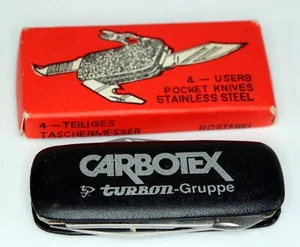 4 - USERS
POCKET KNIVES
STAINLESS STEEL
4 - TEILIGES
TASCHENMESSER
ROSTFREI
CARBOTEX
TURBON-Gruppe